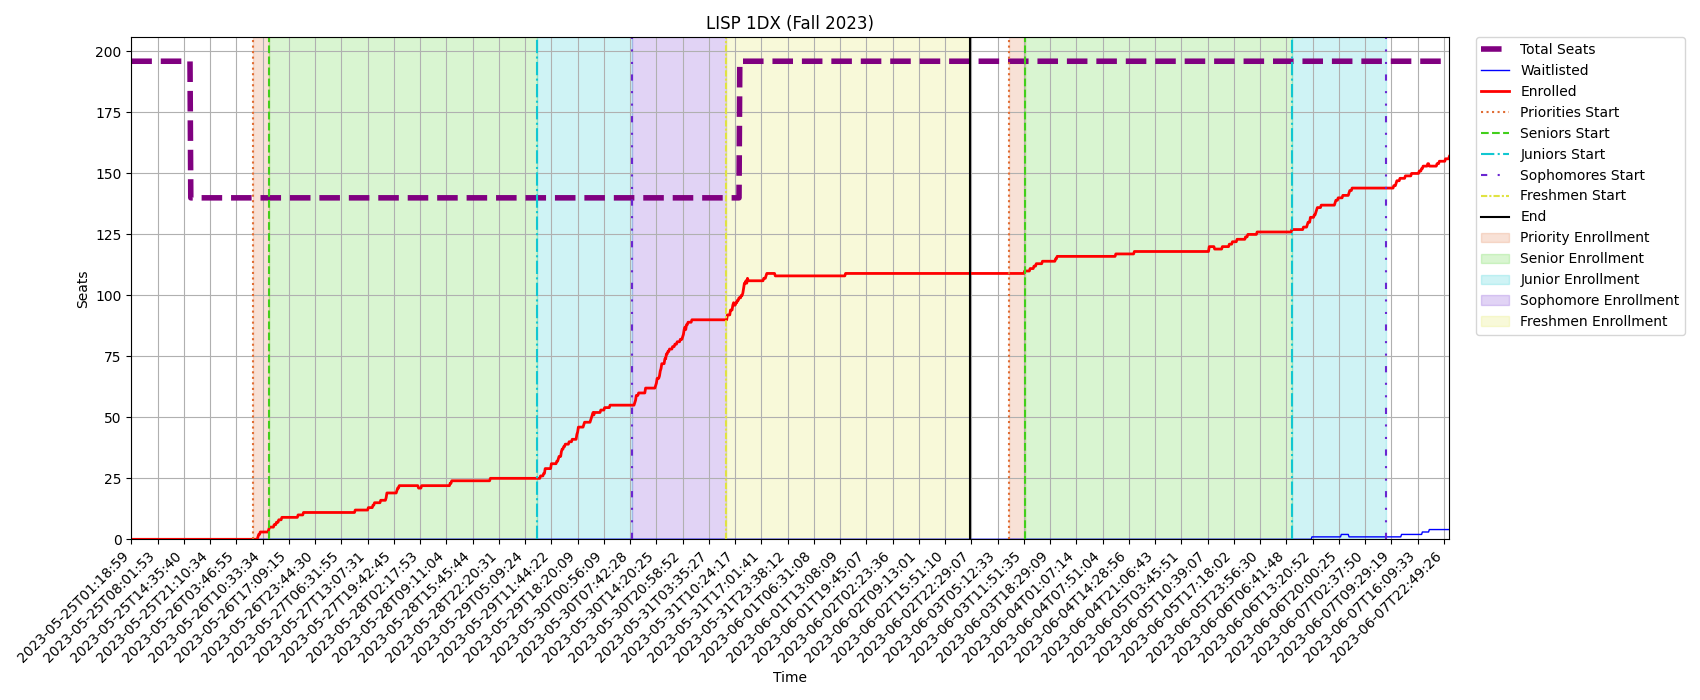 LISP 1DX (Fall 2023)
Seats
200
175
150
125
100
75
50
25
0
2023-05-25T01:18:59
2023-05-25T08:01:53
2023-05-25T14:35:40
2023-05-25T21:10:34
2023-05-26T03:46:55
2023-05-26T10:33:34
2023-05-26T17:09:15
2023-05-26T23:44:30
2023-05-27T06:31:55
2023-05-27T13:07:31
2023-05-27T19:42:45
2023-05-28T02:17:53
2023-05-28T09:11:04
2023-05-28T15:45:44
2023-05-28T22:20:31
2023-05-29T05:09:24
2023-05-29T11:44:22
2023-05-29T18:20:09
2023-05-30T00:56:09
2023-05-30T07:42:28
2023-05-30T14:20:25
2023-05-30T20:58:52
2023-05-31T03:35:27
2023-05-31T10:24:17
2023-05-31T17:01:41
2023-05-31T23:38:12
2023-06-01T06:31:08
2023-06-01T13:08:09
2023-06-01T19:45:07
2023-06-02T02:23:36
2023-06-02T09:13:01
2023-06-02T15:51:10
2023-06-02T22:29:07
2023-06-03T05:12:33
2023-06-03T11:51:35
2023-06-03T18:29:09
2023-06-04T01:07:14
2023-06-04T07:51:04
2023-06-04T14:28:56
2023-06-04T21:06:43
2023-06-05T03:45:51
2023-06-05T10:39:07
2023-06-05T17:18:02
2023-06-05T23:56:30
2023-06-06T06:41:48
2023-06-06T13:20:52
2023-06-06T20:00:25
2023-06-07T02:37:50
2023-06-07T09:29:19
2023-06-07T16:09:33
2023-06-07T22:49:26
Time
Total Seats
Waitlisted
Enrolled
Priorities Start
Seniors Start
Juniors Start
Sophomores Start
Freshmen Start
End
Priority Enrollment
Senior Enrollment
Junior Enrollment
Sophomore Enrollment
Freshmen Enrollment